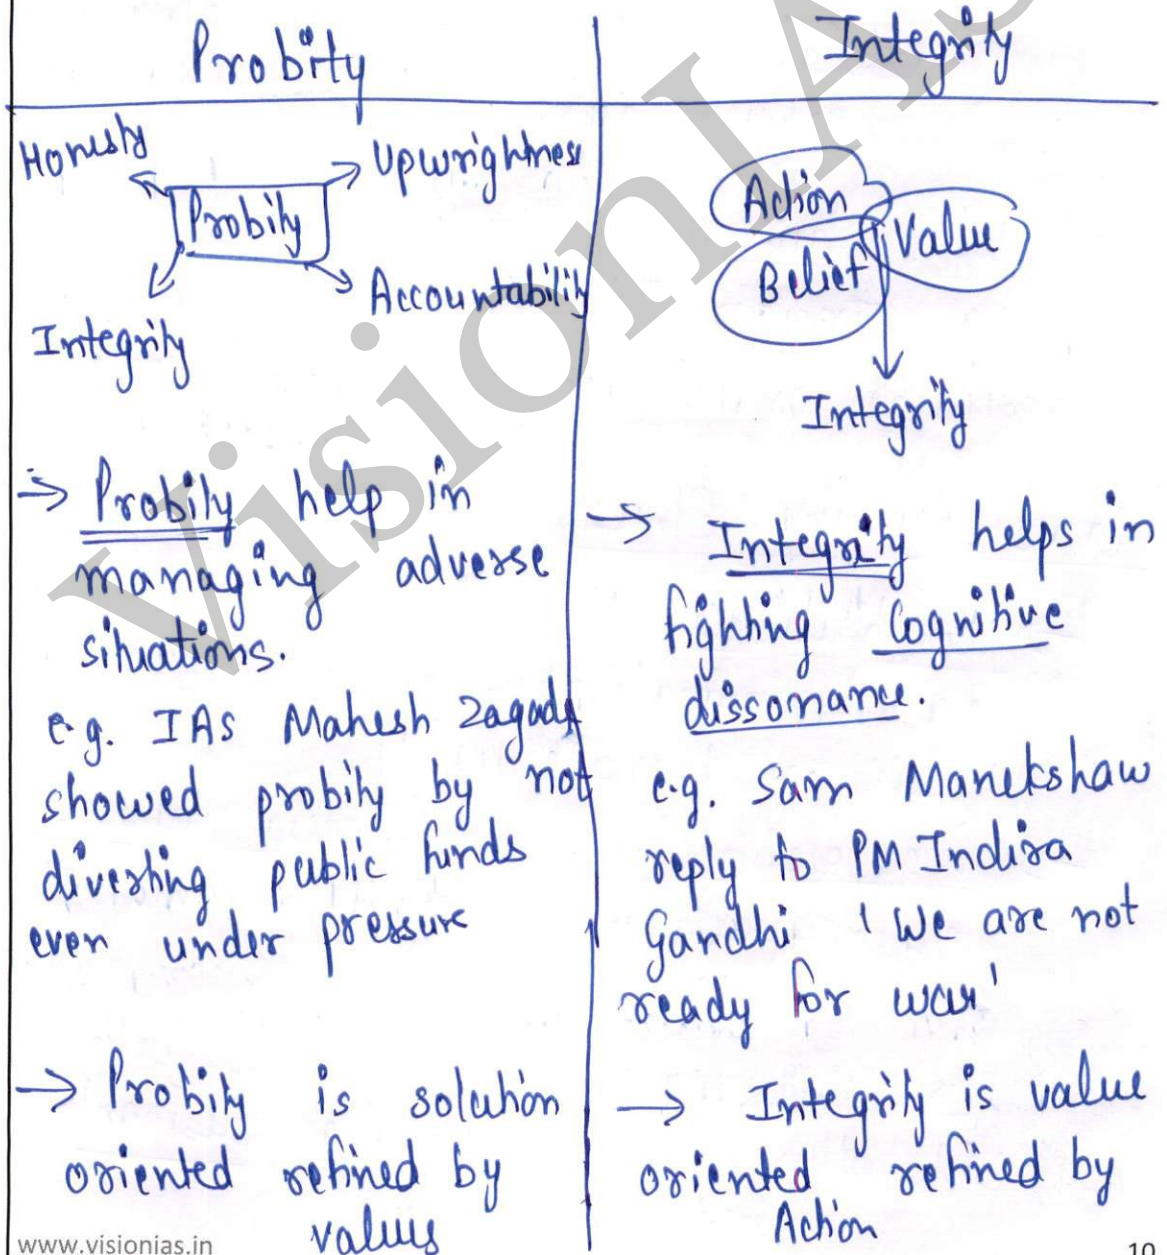 Probity
Honesty
Upwrightness
Probity
Integrity
Accountability
→ Probity help in
managing adverse
situations.
e.g. IAS Mahesh Zagade
showed probity by not
diverting public funds
even under pressure
→ Probity is solution
oriented refined by
values
Integrity
Action
Value
Belief
Integrity
→ Integrity helps in
fighting Cognitive
dissonance.
e.g. Sam Manekshaw
reply to PM Indira
Gandhi 'We are not
ready for war'
→ Integrity is value
oriented refined by
Action
VisionIAS
www.visionias.in
10